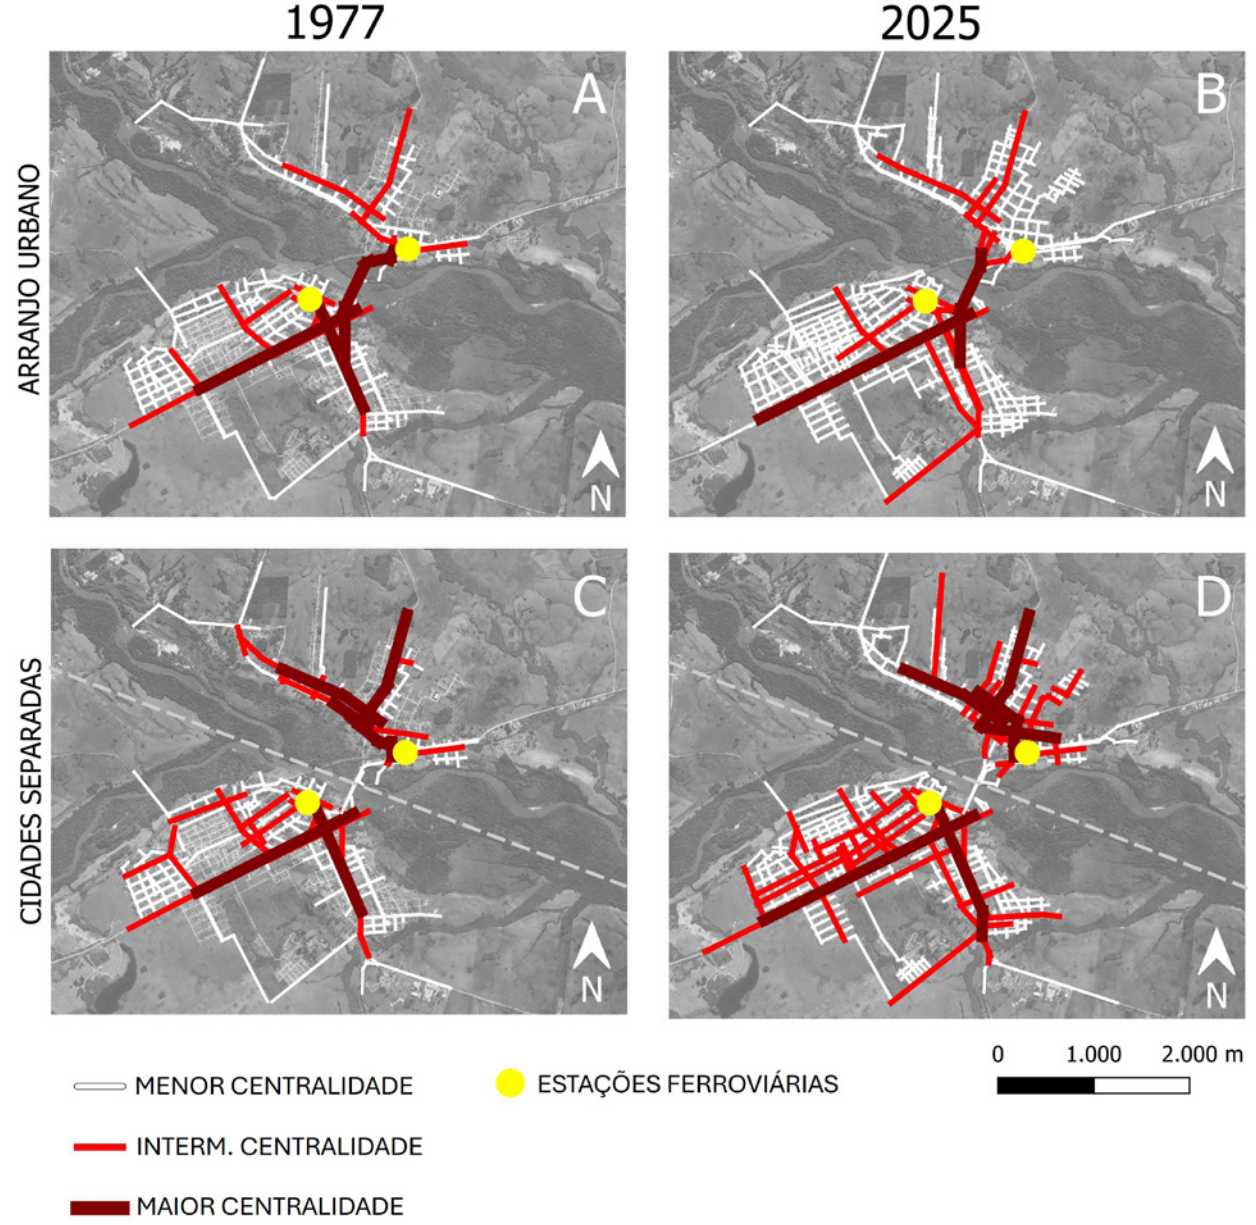 1977
2025
ARRANJO URBANO
A
B
N
N
CIDADES SEPARADAS
C
D
N
N
0 1.000 2.000 m
MENOR CENTRALIDADE
ESTAÇÕES FERROVIÁRIAS
INTERM. CENTRALIDADE
MAIOR CENTRALIDADE